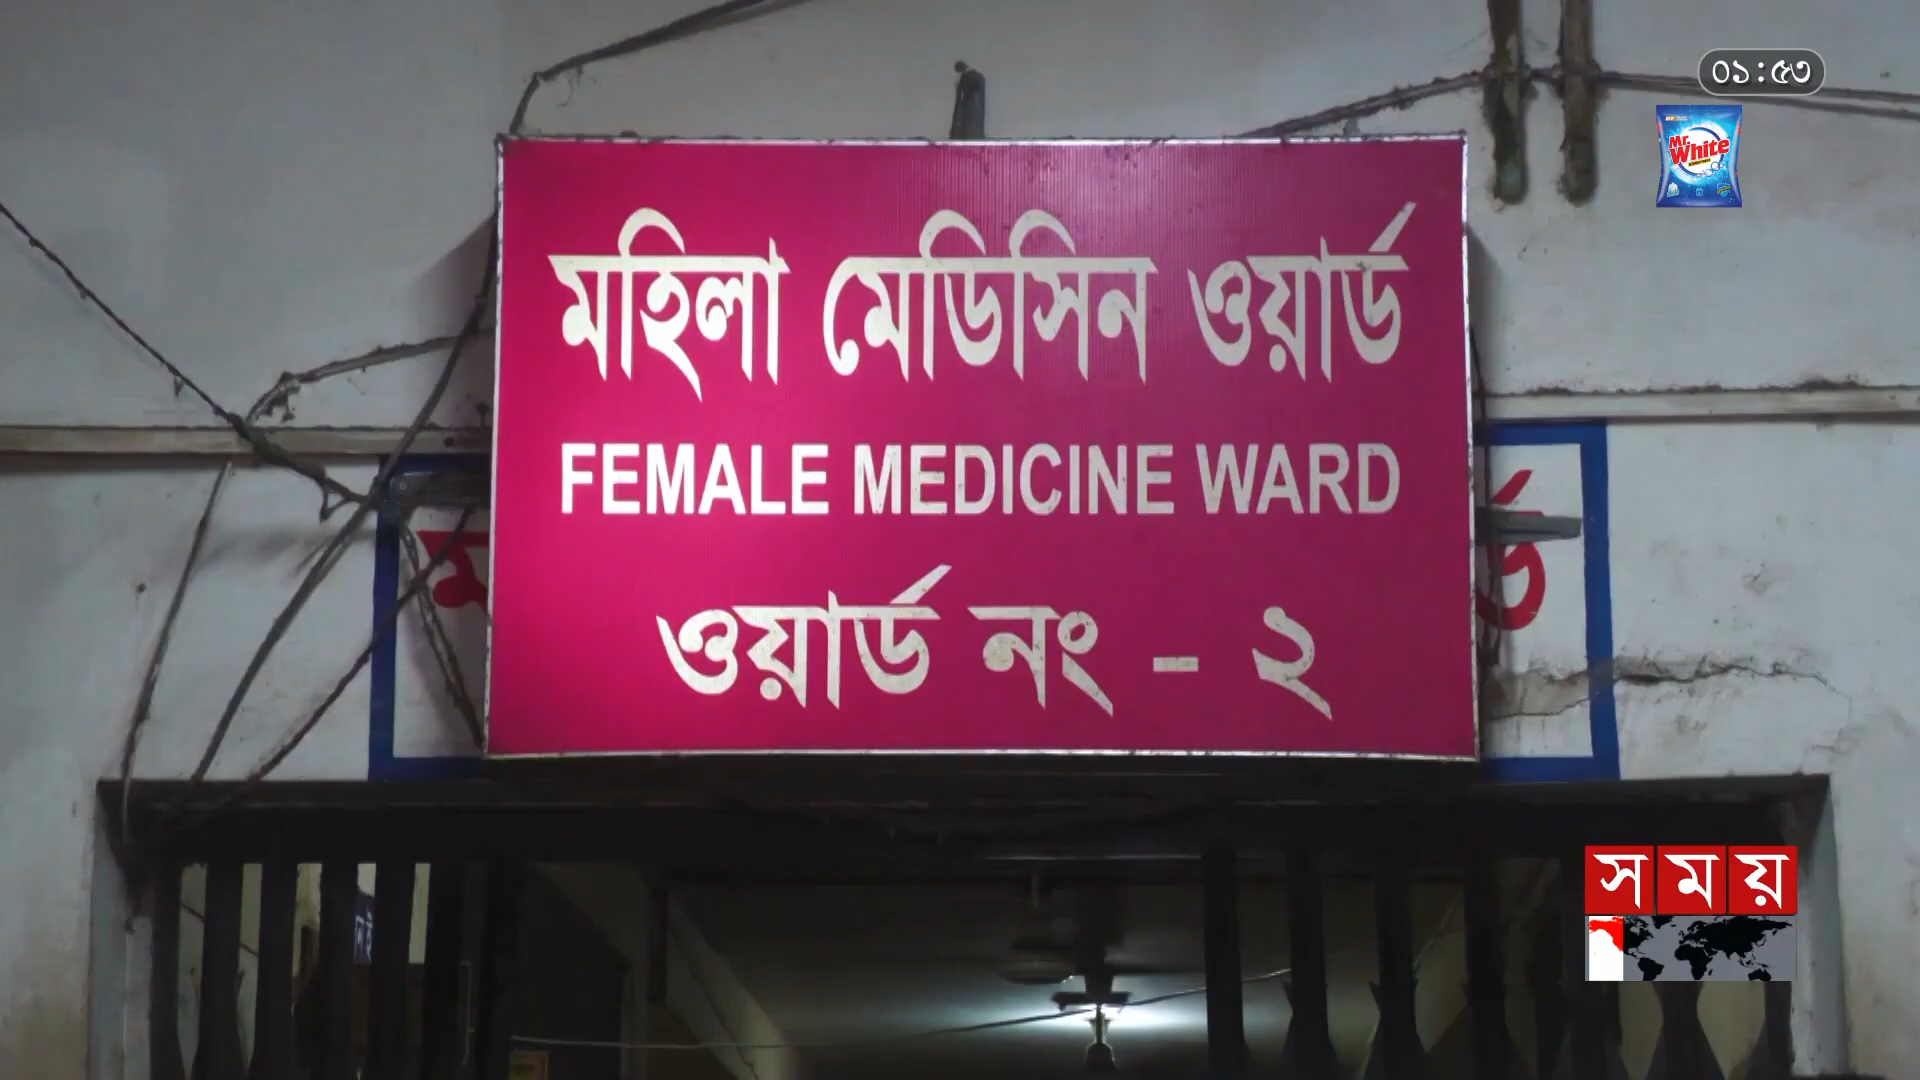 ০১:৫৩
Mr.
White
মহিলা মেডিসিন ওয়ার্ড
FEMALE MEDICINE WARD
ওয়ার্ড নং - ২
সময়